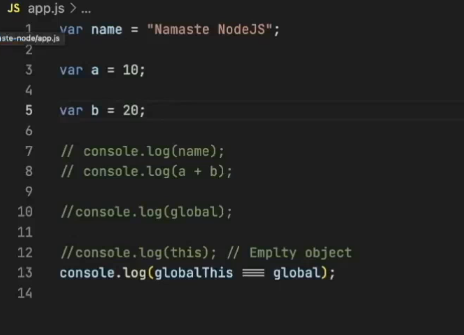 JS app.js > ...
1 var name = "Namaste NodeJS";
aste-node/app.js
2
3 var a = 10;
4
5 var b = 20;
6
7 // console.log(name);
8 // console.log(a + b);
9
10 //console.log(global);
11
12 //console.log(this); // Emplty object
13 console.log(globalThis === global);
14